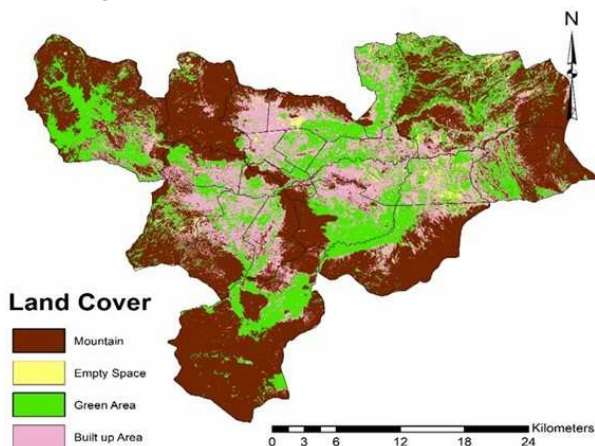 N
Land Cover
Mountain
Empty Space
Green Area
Built up Area
Kilometers
0 3 6 12 18 24